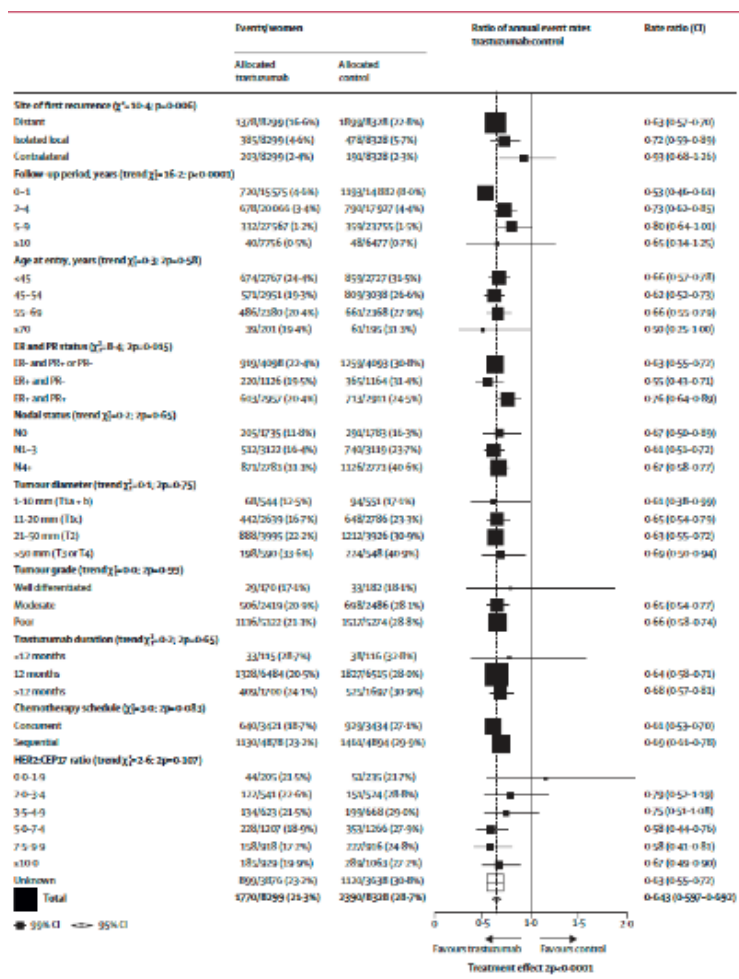 Events/women Ratio of annual event rates Rate ratio (CI)
trastuzumab:control
Allocated Allocated
trastuzumab control
Site of first recurrence (χ²=10·4; p=0·006)
Distant 1378/8299 (16·6%) 1899/8328 (22·8%) 0·63 (0·57–0·70)
Isolated local 385/8299 (4·6%) 478/8328 (5·7%) 0·72 (0·59–0·89)
Contralateral 203/8299 (2·4%) 191/8328 (2·3%) 0·93 (0·68–1·26)
Follow-up period, years (trend χ²=16·2; p<0·0001)
0–1 720/15575 (4·6%) 1193/14882 (8·0%) 0·53 (0·46–0·61)
2–4 678/20066 (3·4%) 790/17927 (4·4%) 0·73 (0·62–0·85)
5–9 332/27567 (1·2%) 359/23755 (1·5%) 0·80 (0·64–1·01)
≥10 40/7756 (0·5%) 48/6477 (0·7%) 0·65 (0·34–1·25)
Age at entry, years (trend χ²=0·3; 2p=0·58)
<45 674/2767 (24·4%) 859/2727 (31·5%) 0·66 (0·57–0·78)
45–54 571/2951 (19·3%) 809/3038 (26·6%) 0·62 (0·52–0·73)
55–69 486/2380 (20·4%) 661/2368 (27·9%) 0·66 (0·55–0·79)
≥70 39/201 (19·4%) 61/195 (31·3%) 0·50 (0·25–1·00)
ER and PR status (χ²=8·4; 2p=0·015)
ER– and PR+ or PR– 919/4098 (22·4%) 1259/4093 (30·8%) 0·63 (0·55–0·72)
ER+ and PR– 220/1126 (19·5%) 365/1164 (31·4%) 0·55 (0·43–0·71)
ER+ and PR+ 603/2957 (20·4%) 713/2911 (24·5%) 0·76 (0·64–0·89)
Nodal status (trend χ²=0·2; 2p=0·65)
N0 205/1735 (11·8%) 291/1783 (16·3%) 0·67 (0·50–0·89)
N1–3 512/3122 (16·4%) 740/3119 (23·7%) 0·61 (0·51–0·72)
N4+ 871/2783 (31·3%) 1126/2773 (40·6%) 0·67 (0·58–0·77)
Tumour diameter (trend χ²=0·1; 2p=0·75)
1–10 mm (T1a + b) 68/544 (12·5%) 94/551 (17·1%) 0·61 (0·38–0·99)
11–20 mm (T1c) 442/2639 (16·7%) 648/2786 (23·3%) 0·65 (0·54–0·79)
21–50 mm (T2) 888/3995 (22·2%) 1212/3926 (30·9%) 0·63 (0·55–0·72)
>50 mm (T3 or T4) 198/590 (33·6%) 224/548 (40·9%) 0·69 (0·50–0·94)
Tumour grade (trend χ²=0·0; 2p=0·99)
Well differentiated 29/170 (17·1%) 33/182 (18·1%)
Moderate 506/2419 (20·9%) 698/2486 (28·1%) 0·65 (0·54–0·77)
Poor 1136/5322 (21·3%) 1517/5274 (28·8%) 0·66 (0·58–0·74)
Trastuzumab duration (trend χ²=0·2; 2p=0·65)
<12 months 33/115 (28·7%) 38/116 (32·8%)
12 months 1328/6484 (20·5%) 1827/6515 (28·0%) 0·64 (0·58–0·71)
>12 months 409/1700 (24·1%) 525/1697 (30·9%) 0·68 (0·57–0·81)
Chemotherapy schedule (χ²=3·0; 2p=0·083)
Concurrent 640/3421 (18·7%) 929/3434 (27·1%) 0·61 (0·53–0·70)
Sequential 1130/4878 (23·2%) 1461/4894 (29·9%) 0·69 (0·61–0·78)
HER2:CEP17 ratio (trend χ²=2·6; 2p=0·107)
0·0–1·9 44/205 (21·5%) 51/235 (21·7%)
2·0–3·4 122/541 (22·6%) 151/524 (28·8%) 0·79 (0·52–1·19)
3·5–4·9 134/623 (21·5%) 199/668 (29·0%) 0·75 (0·51–1·08)
5·0–7·4 228/1207 (18·9%) 353/1266 (27·9%) 0·58 (0·44–0·76)
7·5–9·9 158/918 (17·2%) 227/916 (24·8%) 0·58 (0·41–0·81)
≥10·0 185/929 (19·9%) 289/1063 (27·2%) 0·67 (0·49–0·90)
Unknown 899/3876 (23·2%) 1120/3638 (30·8%) 0·63 (0·55–0·72)
Total 1770/8299 (21·3%) 2390/8328 (28·7%) 0·643 (0·597–0·692)
99% CI 95% CI
0 0·5 1·0 1·5 2·0
Favours trastuzumab Favours control
Treatment effect 2p<0·0001